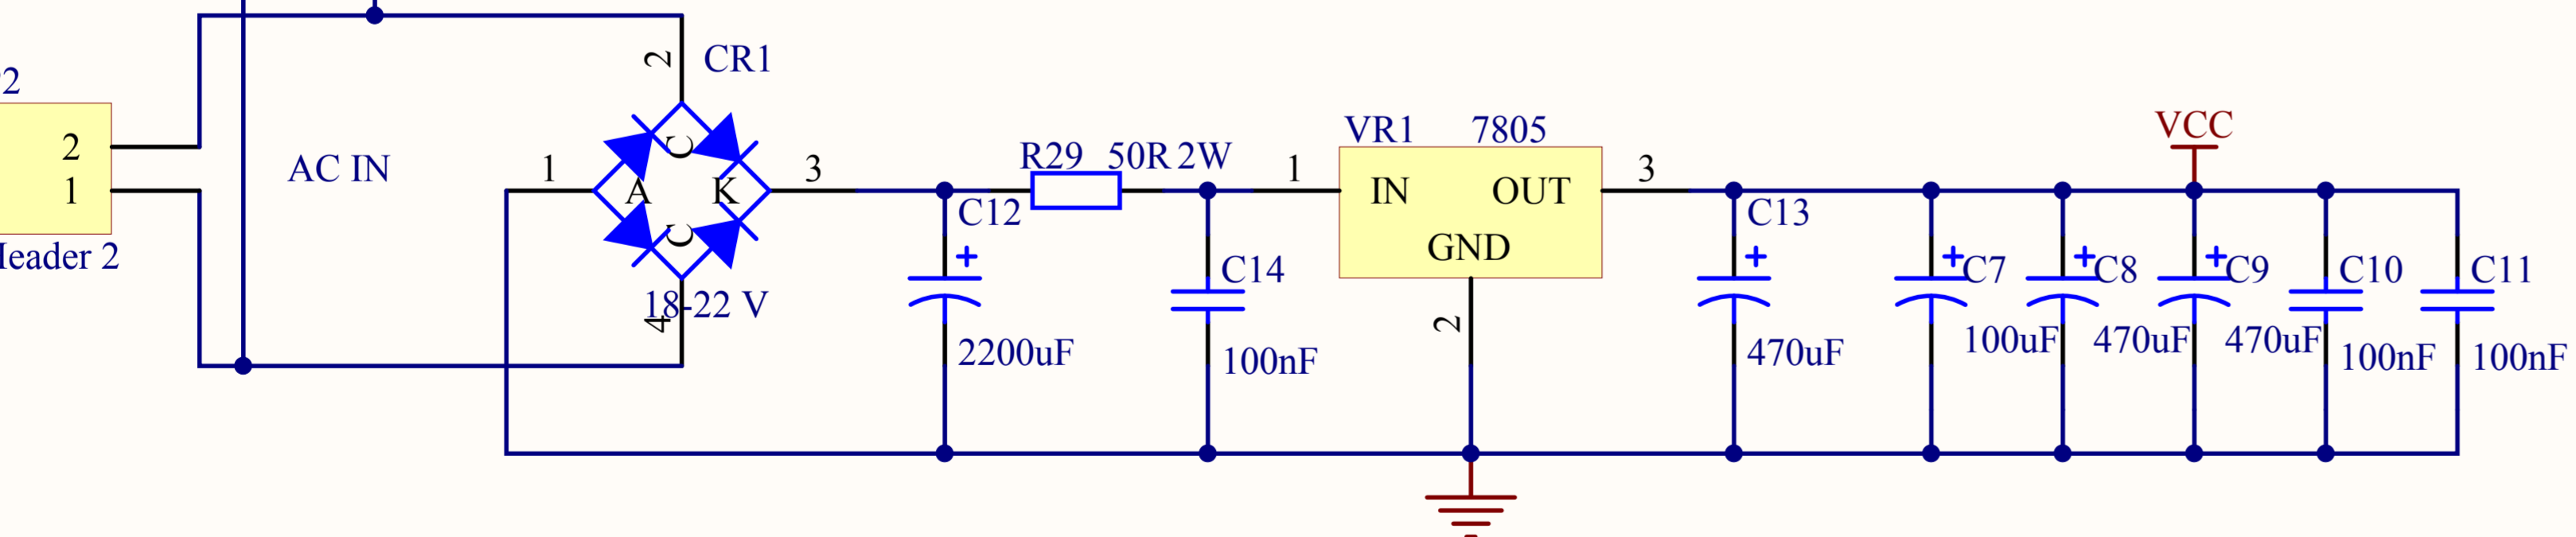 2
CR1
2
2
1
AC IN
1
A
K
C
C
3
18-22 V
4
Header 2
R29
50R 2W
C12
2200uF
C14
100nF
VR1
7805
1
IN
OUT
GND
3
2
C13
470uF
C7
100uF
VCC
C8
470uF
C9
470uF
C10
100nF
C11
100nF